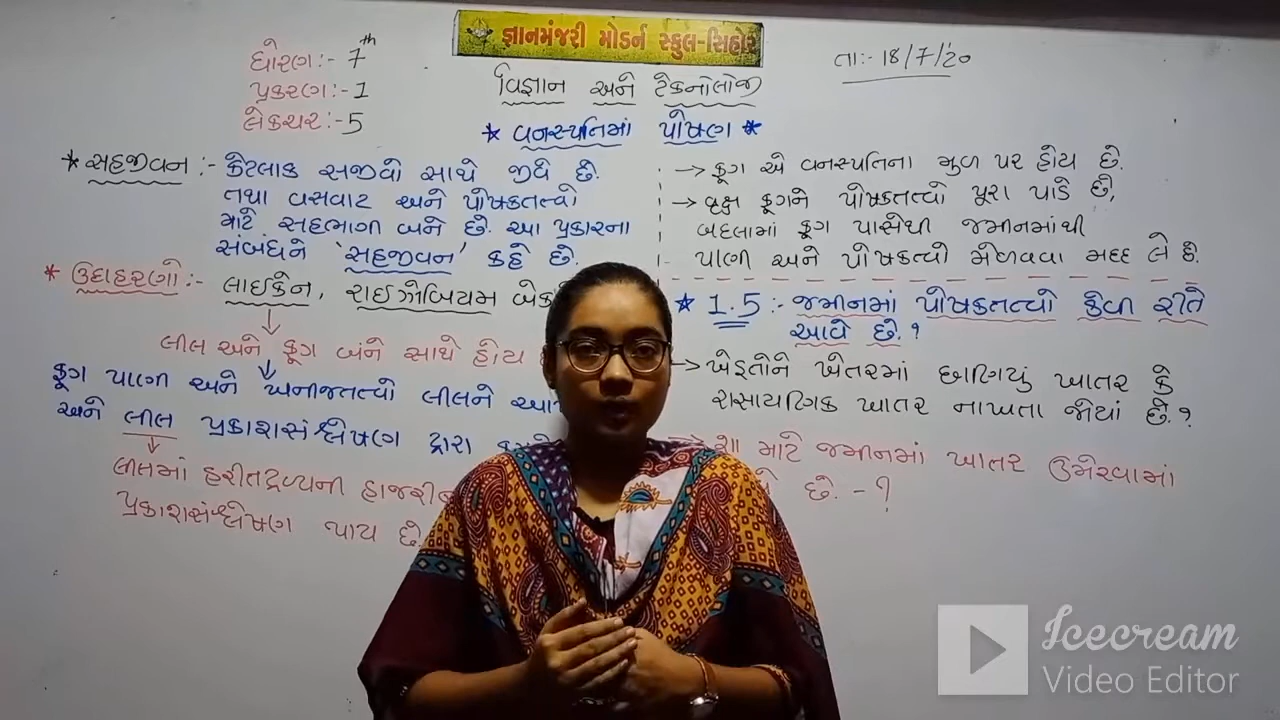 જ્ઞાનમંજરી મોડર્ન સ્કુલ-સિહોર
ધોરણ:- 7th
પ્રકરણ:- 1
લેકચર:- 5
તા:- 18/7/20
વિજ્ઞાન અને ટેકનોલોજી
* વનસ્પતિમાં પોષણ *
* સહજીવન :- કેટલાક સજીવો સાથે જીવે છે.
તથા વસવાટ અને પોષકતત્વો
માટે સહભાગી બને છે. આ પ્રકારના
સંબંધને 'સહજીવન' કહે છે.
* ઉદાહરણો :- લાઇકેન, રાઇઝોબિયમ
લીલ અને ફૂગ બંને સાથે હોય
ફૂગ પાણી અને ખનીજતત્વો લીલને
અને લીલ પ્રકાશસંશ્લેષણ દ્વારા
લીલમાં હરીતદ્રવ્યની
પ્રકાશસંશ્લેષણ થાય છે.
→ ફૂગ એ વનસ્પતિના મુળ પર હોય છે.
→ વૃક્ષ ફૂગને પોષકતત્વો પૂરા પાડે છે,
બદલામાં ફૂગ પાસેથી જમીનમાંથી
પાણી અને પોષકત્વો મેળવવા મદદ લે છે.
* 1.5 :- જમીનમાં પોષકતત્વો કેવી રીતે
આવે છે.?
→ ખેડૂતોને ખેતરમાં છાણિયું ખાતર કે
રાસાયણિક ખાતર નાખતા જોયાં છે.?
→ શા માટે જમીનમાં ખાતર ઉમેરવામાં
છે. - ?
Icecream
Video Editor